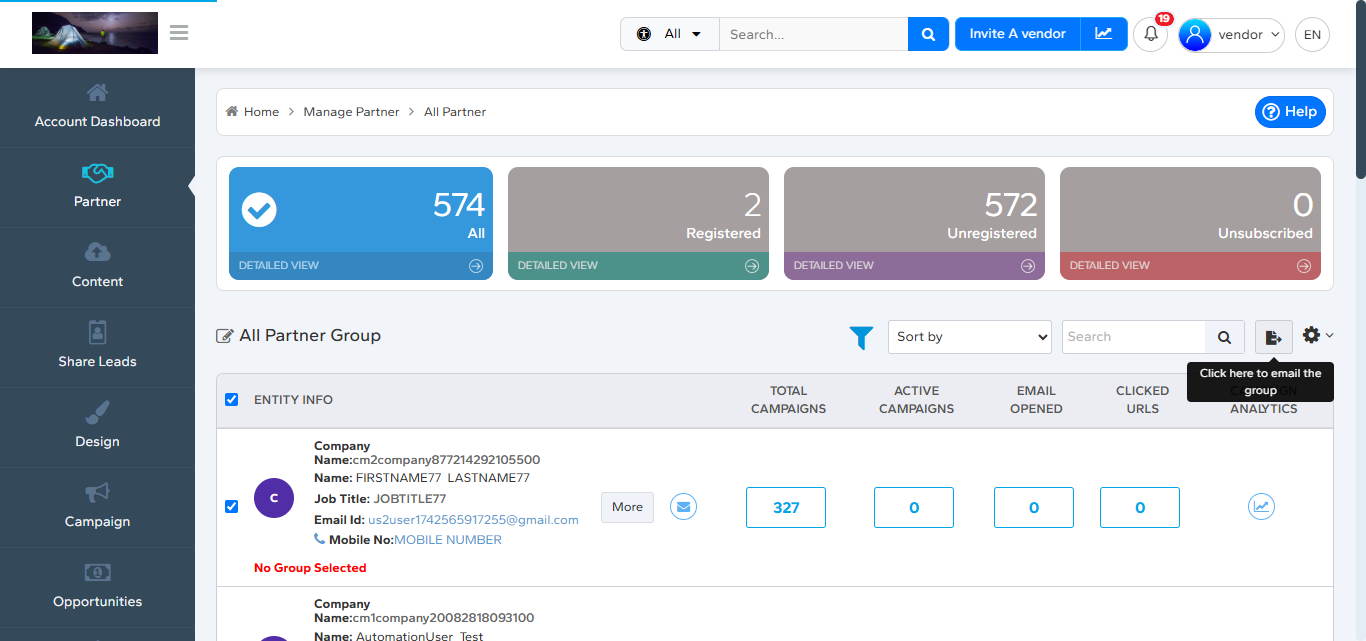 All
Search...
Invite A vendor
19
vendor
EN
Account Dashboard
Partner
Content
Share Leads
Design
Campaign
Opportunities
Home > Manage Partner > All Partner
Help
574
All
DETAILED VIEW
2
Registered
DETAILED VIEW
572
Unregistered
DETAILED VIEW
0
Unsubscribed
DETAILED VIEW
All Partner Group
Sort by
Search
Click here to email the
group
ENTITY INFO
TOTAL
CAMPAIGNS
ACTIVE
CAMPAIGNS
EMAIL
OPENED
CLICKED
URLS
ANALYTICS
C
Company
Name:cm2company877214292105500
Name: FIRSTNAME77 LASTNAME77
Job Title: JOBTITLE77
Email Id: us2user1742565917255@gmail.com
Mobile No:MOBILE NUMBER
No Group Selected
More
327
0
0
0
Company
Name:cm1company20082818093100
Name: AutomationUser Test